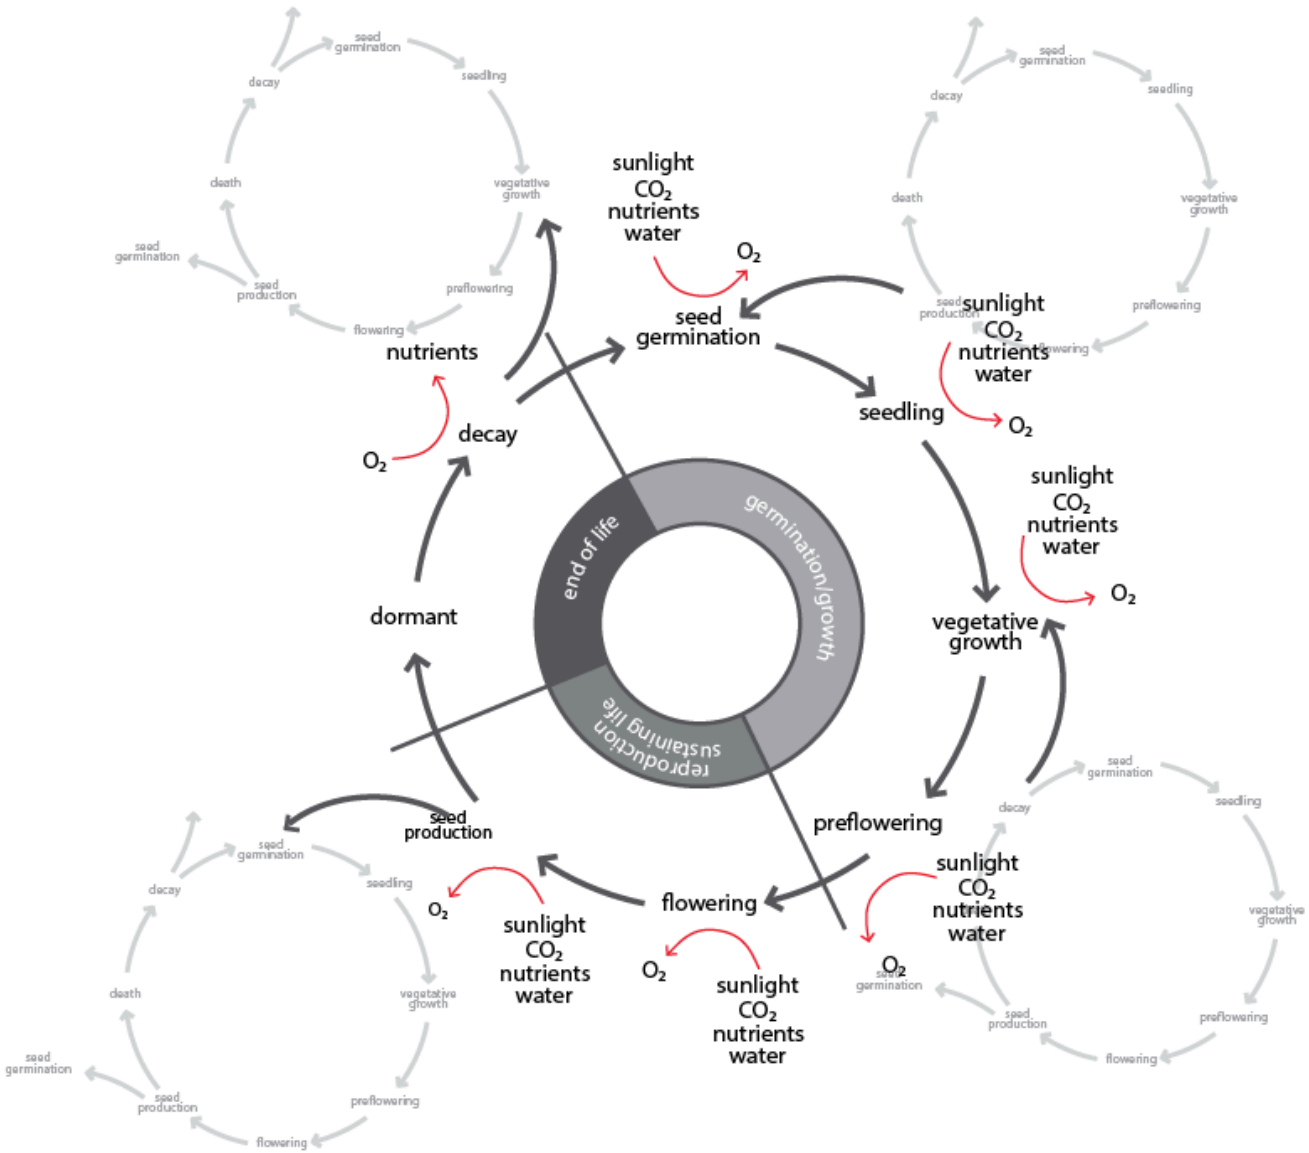 seed
germination
seedling
decay
vegetative
growth
death
seed
germination
seed
production
preflowering
flowering
seed
germination
seedling
decay
vegetative
growth
death
preflowering
seed
production
flowering
sunlight
CO₂
nutrients
water
O₂
seed
germination
sunlight
CO₂
nutrients
water
O₂
seedling
sunlight
CO₂
nutrients
water
O₂
vegetative
growth
preflowering
sunlight
CO₂
nutrients
water
O₂
flowering
sunlight
CO₂
nutrients
water
O₂
seed
production
sunlight
CO₂
nutrients
water
O₂
dormant
decay
O₂
nutrients
end of life
germination/growth
reproduction
sustaining life
seed
germination
seedling
decay
vegetative
growth
death
seed
germination
seed
production
preflowering
flowering
seed
germination
seedling
decay
vegetative
growth
seed
germination
seed
production
preflowering
flowering